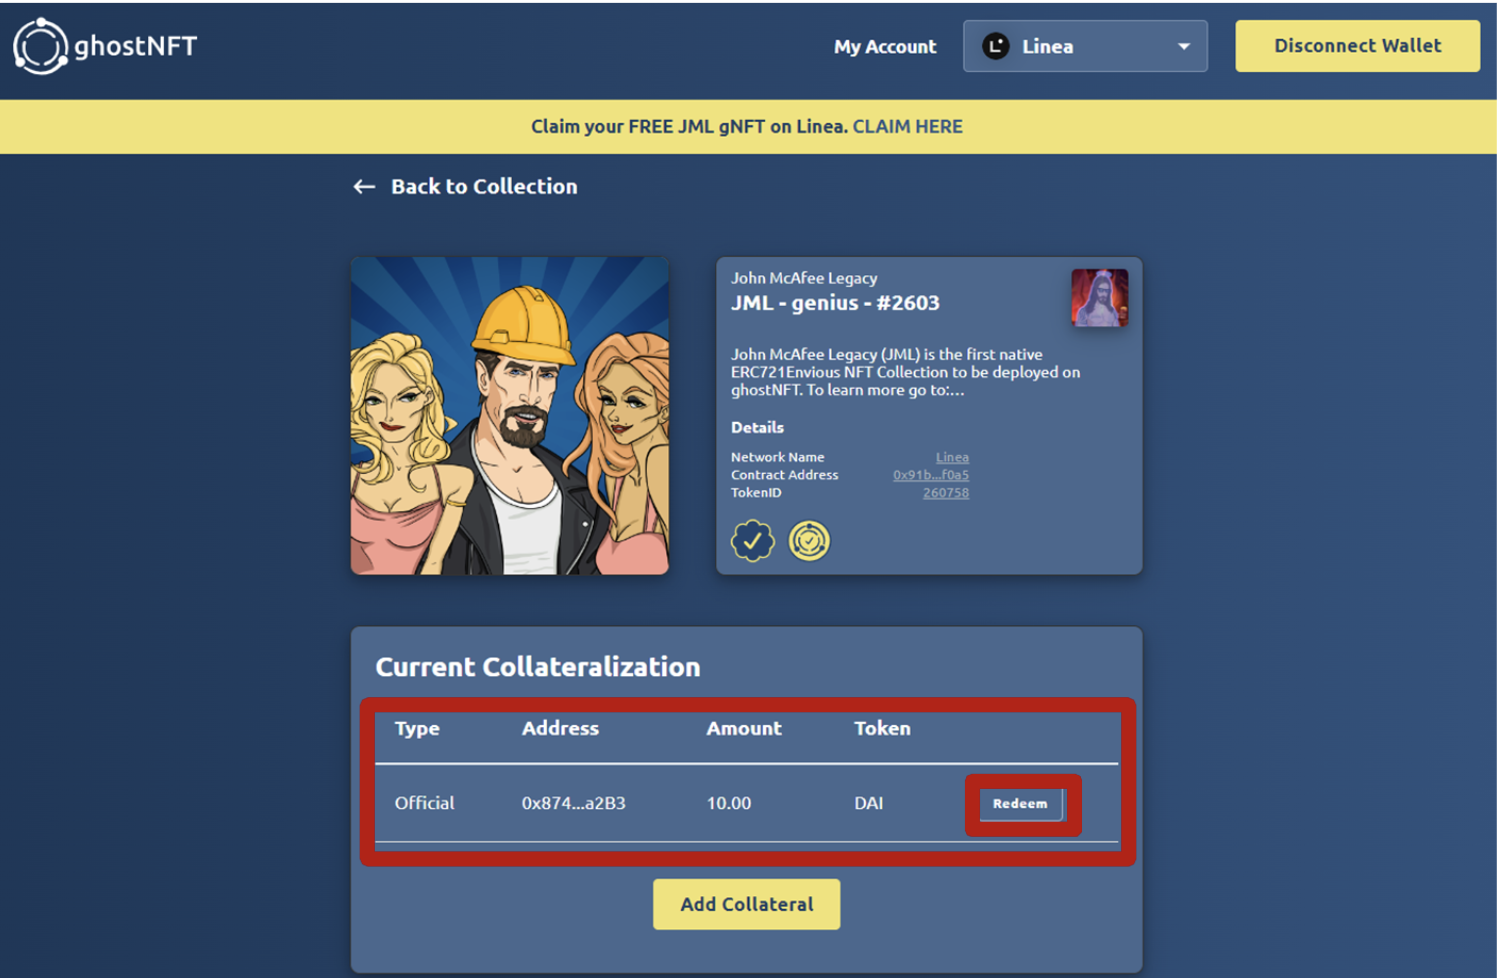 ghostNFT
My Account
Linea
Disconnect Wallet
Claim your FREE JML gNFT on Linea. CLAIM HERE
← Back to Collection
John McAfee Legacy
JML - genius - #2603
John McAfee Legacy (JML) is the first native
ERC721Envious NFT Collection to be deployed on
ghostNFT. To learn more go to:...
Details
Network Name Linea
Contract Address 0x91b...f0a5
TokenID 260758
Current Collateralization
Type Address Amount Token
Official 0x874...a2B3 10.00 DAI Redeem
Add Collateral